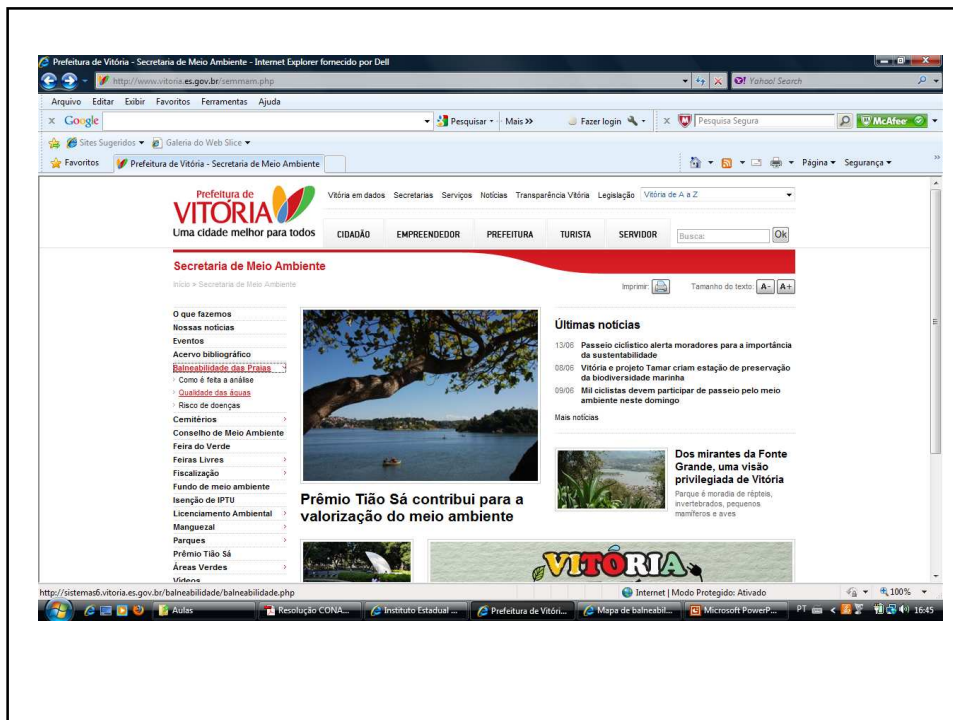 Prefeitura de Vitória - Secretaria de Meio Ambiente - Internet Explorer fornecido por Dell
http://www.vitoria.es.gov.br/semmam.php
Yahoo! Search
Arquivo Editar Exibir Favoritos Ferramentas Ajuda
x Google Pesquisar Mais >> Fazer login x Pesquisa Segura McAfee
Sites Sugeridos Galeria do Web Slice
Favoritos Prefeitura de Vitória - Secretaria de Meio Ambiente Página Segurança
Prefeitura de
VITÓRIA
Uma cidade melhor para todos
Vitória em dados Secretarias Serviços Notícias Transparência Vitória Legislação Vitória de A a Z
CIDADÃO EMPREENDEDOR PREFEITURA TURISTA SERVIDOR Busca: Ok
Secretaria de Meio Ambiente
Início » Secretaria de Meio Ambiente
Imprimir: Tamanho do texto: A- A+
O que fazemos
Nossas notícias
Eventos
Acervo bibliográfico
Balneabilidade das Praias
Como é feita a análise
Qualidade das águas
Risco de doenças
Cemitérios
Conselho de Meio Ambiente
Feira do Verde
Feiras Livres
Fiscalização
Fundo de meio ambiente
Isenção de IPTU
Licenciamento Ambiental
Manguezal
Parques
Prêmio Tião Sá
Áreas Verdes
Vídeos
Prêmio Tião Sá contribui para a
valorização do meio ambiente
Últimas notícias
13/06 Passeio ciclístico alerta moradores para a importância
da sustentabilidade
08/06 Vitória e projeto Tamar criam estação de preservação
da biodiversidade marinha
09/06 Mil ciclistas devem participar de passeio pelo meio
ambiente neste domingo
Mais notícias
Dos mirantes da Fonte
Grande, uma visão
privilegiada de Vitória
Parque é moradia de répteis,
invertebrados, pequenos
mamíferos e aves
VITÓRIA
http://sistemas6.vitoria.es.gov.br/balneabilidade/balneabilidade.php Internet | Modo Protegido: Ativado 100%
Aulas Resolução CONA... Instituto Estadual ... Prefeitura de Vitóri... Mapa de balneabil... Microsoft PowerP... PT 16:45